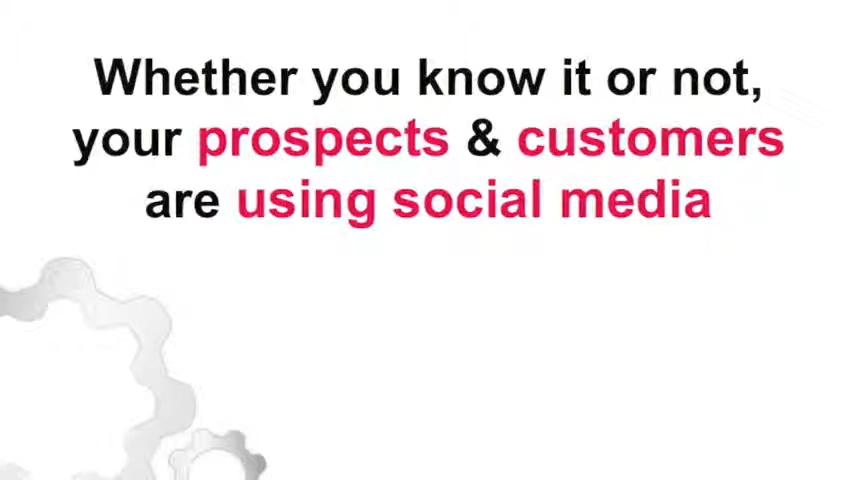 Whether you know it or not,
your prospects & customers
are using social media